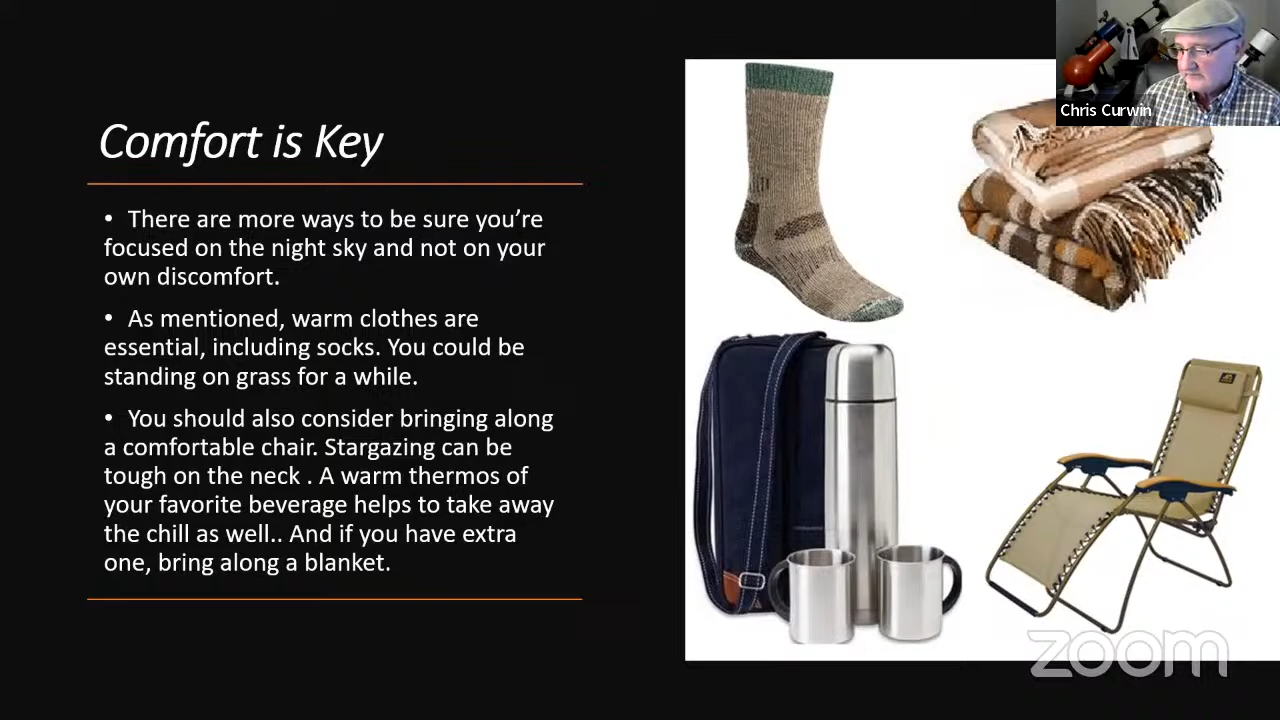 Chris Curwin
Comfort is Key
• There are more ways to be sure you’re
focused on the night sky and not on your
own discomfort.
• As mentioned, warm clothes are
essential, including socks. You could be
standing on grass for a while.
• You should also consider bringing along
a comfortable chair. Stargazing can be
tough on the neck . A warm thermos of
your favorite beverage helps to take away
the chill as well.. And if you have extra
one, bring along a blanket.
zoom